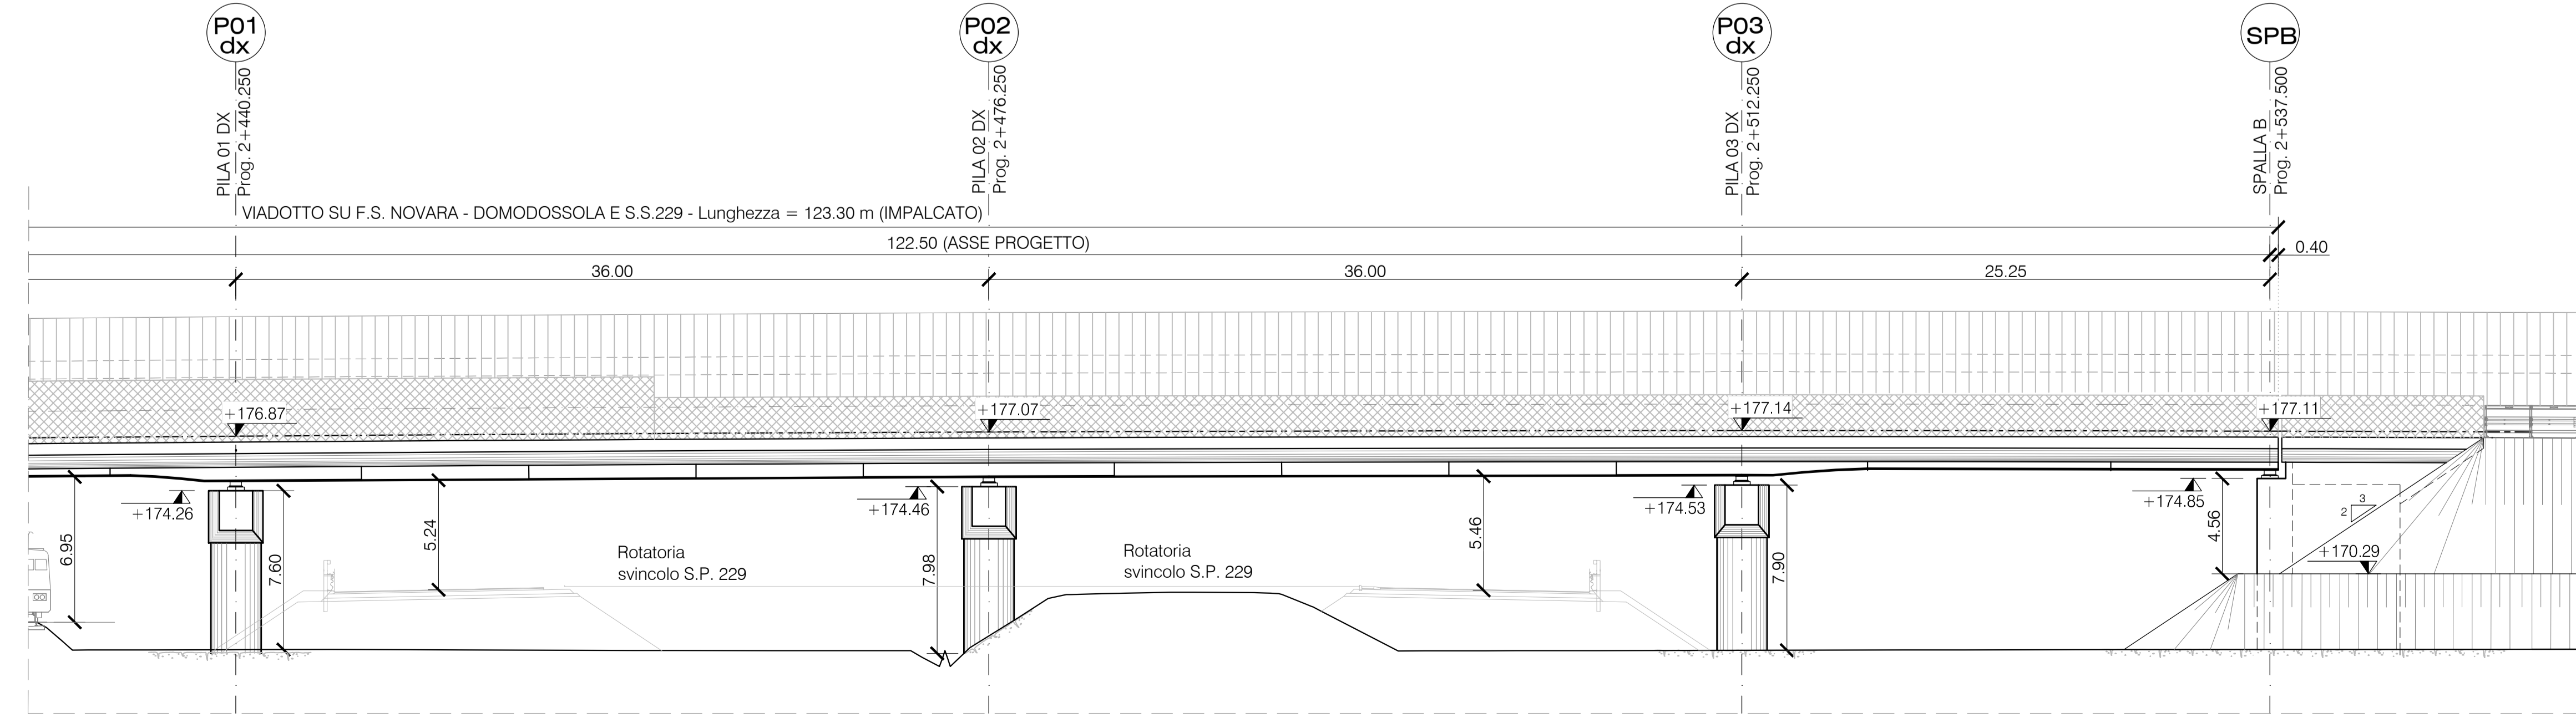 P01
dx
P02
dx
P03
dx
SPB
PILA 01 DX
Prog. 2+440.250
PILA 02 DX
Prog. 2+476.250
PILA 03 DX
Prog. 2+512.250
SPALLA B
Prog. 2+537.500
VIADOTTO SU F.S. NOVARA - DOMODOSSOLA E S.S.229 - Lunghezza = 123.30 m (IMPALCATO)
122.50 (ASSE PROGETTO)
0.40
36.00
36.00
25.25
+176.87
+177.07
+177.14
+177.11
+174.26
+174.46
+174.53
+174.85
6.95
7.60
5.24
Rotatoria
svincolo S.P. 229
7.98
Rotatoria
svincolo S.P. 229
5.46
7.90
4.56
3
2
+170.29